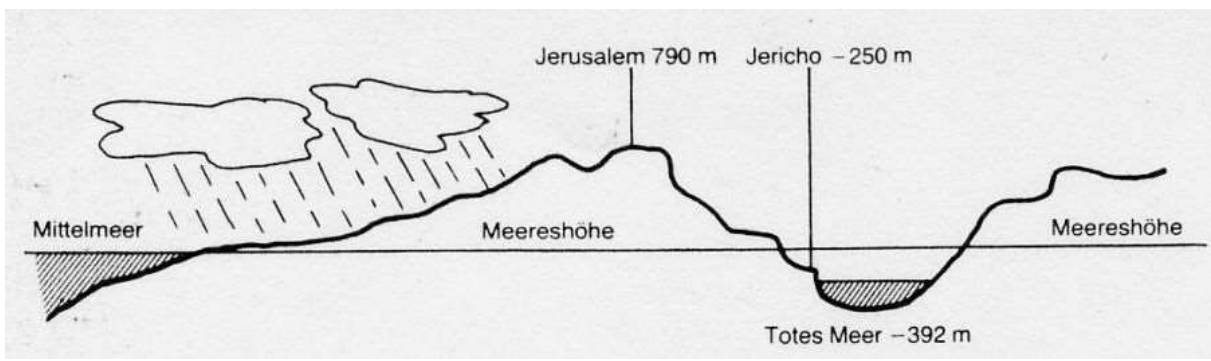 Jerusalem 790 m
Jericho –250 m
Mittelmeer
Meereshöhe
Meereshöhe
Totes Meer –392 m